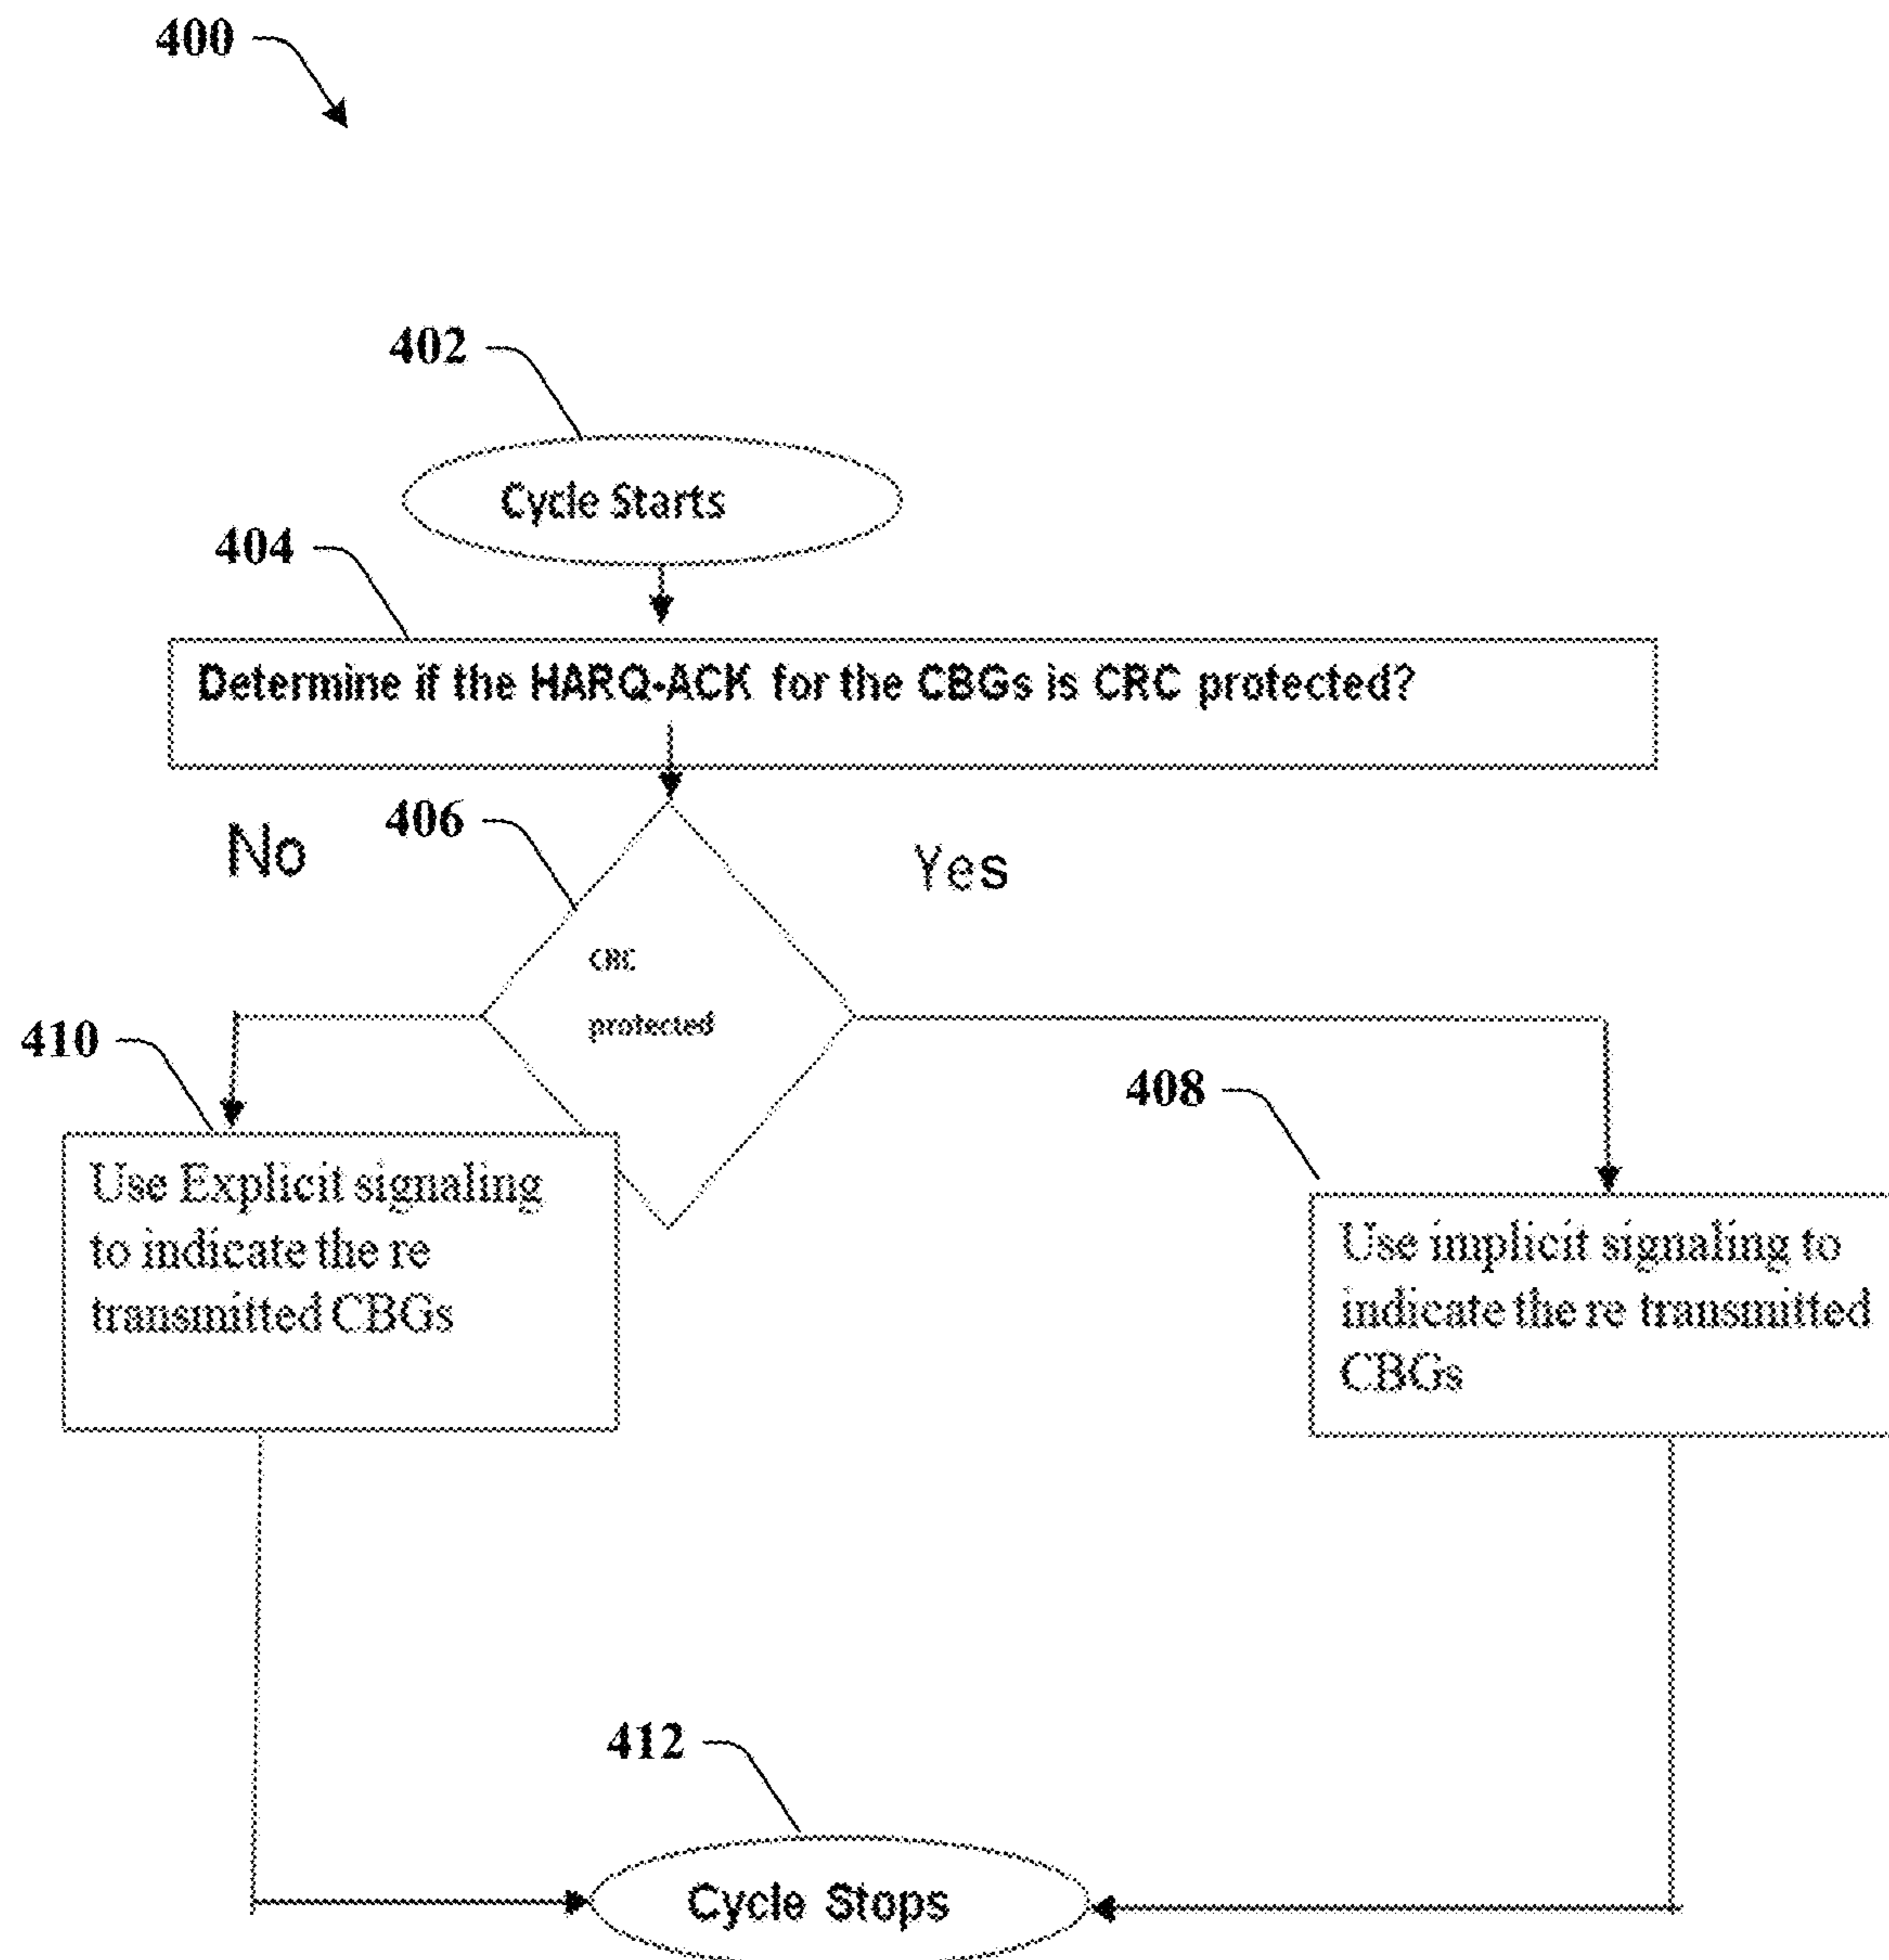 400
402
Cycle Starts
404
Determine if the HARQ-ACK for the CBGs is CRC protected?
No
406
Yes
CRC
protected
410
408
Use Explicit signaling
to indicate the re
transmitted CBGs
Use implicit signaling to
indicate the re transmitted
CBGs
412
Cycle Stops